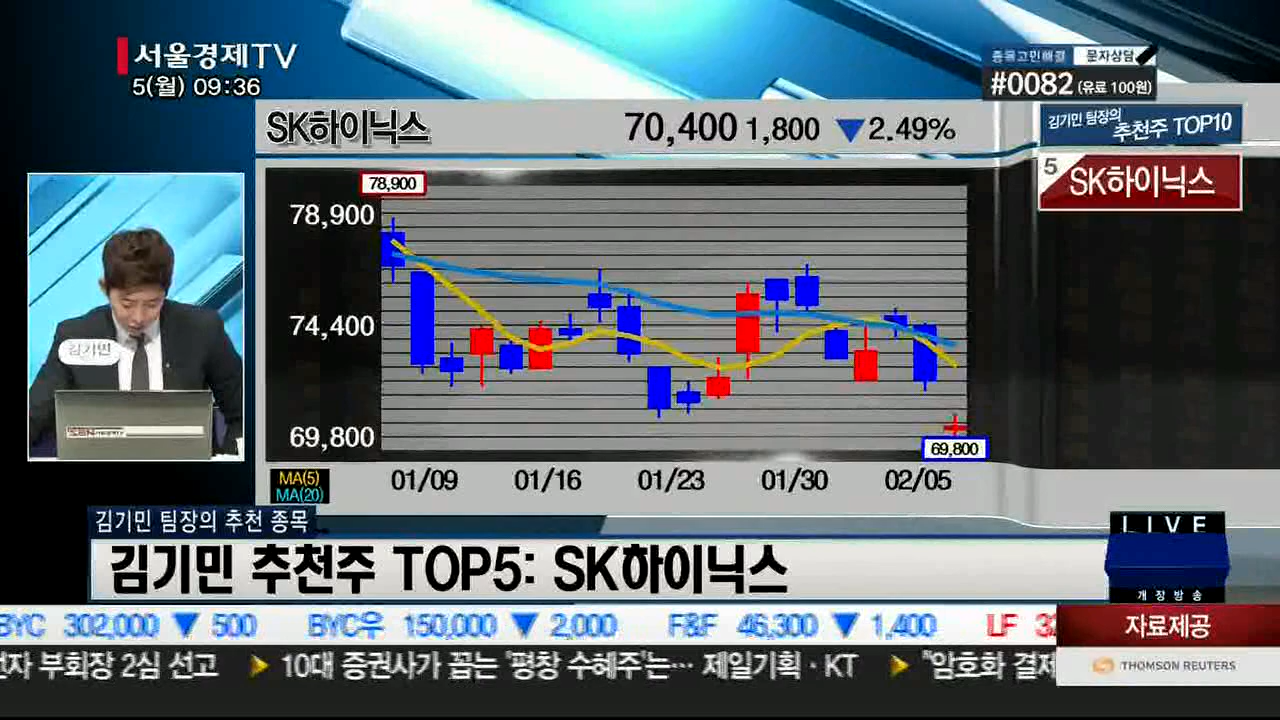 서울경제TV
5(월) 09:36
종목고민해결 문자상담
#0082 (유료 100원)
SK하이닉스 70,400 1,800 ▼ 2.49%
김기민 팀장의
추천주 TOP10
5 SK하이닉스
78,900
78,900
74,400
69,800
69,800
MA(5)
MA(20)
01/09 01/16 01/23 01/30 02/05
김기민
김기민 팀장의 추천 종목
김기민 추천주 TOP5: SK하이닉스
LIVE
개장방송
BYC 302,000 ▼ 500 BYC우 150,000 ▼ 2,000 F&F 46,300 ▼ 1,400 LF
자료제공
전자 부회장 2심 선고 ▶ 10대 증권사가 꼽는 '평창 수혜주'는… 제일기획·KT ▶ "암호화 결제
THOMSON REUTERS